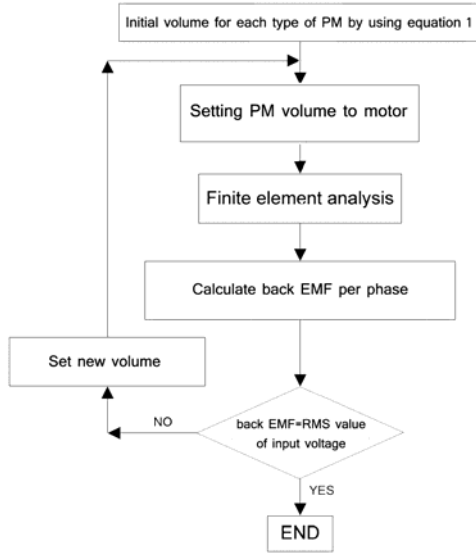 Initial volume for each type of PM by using equation 1
Setting PM volume to motor
Finite element analysis
Calculate back EMF per phase
Set new volume
NO
back EMF=RMS value
of input voltage
YES
END